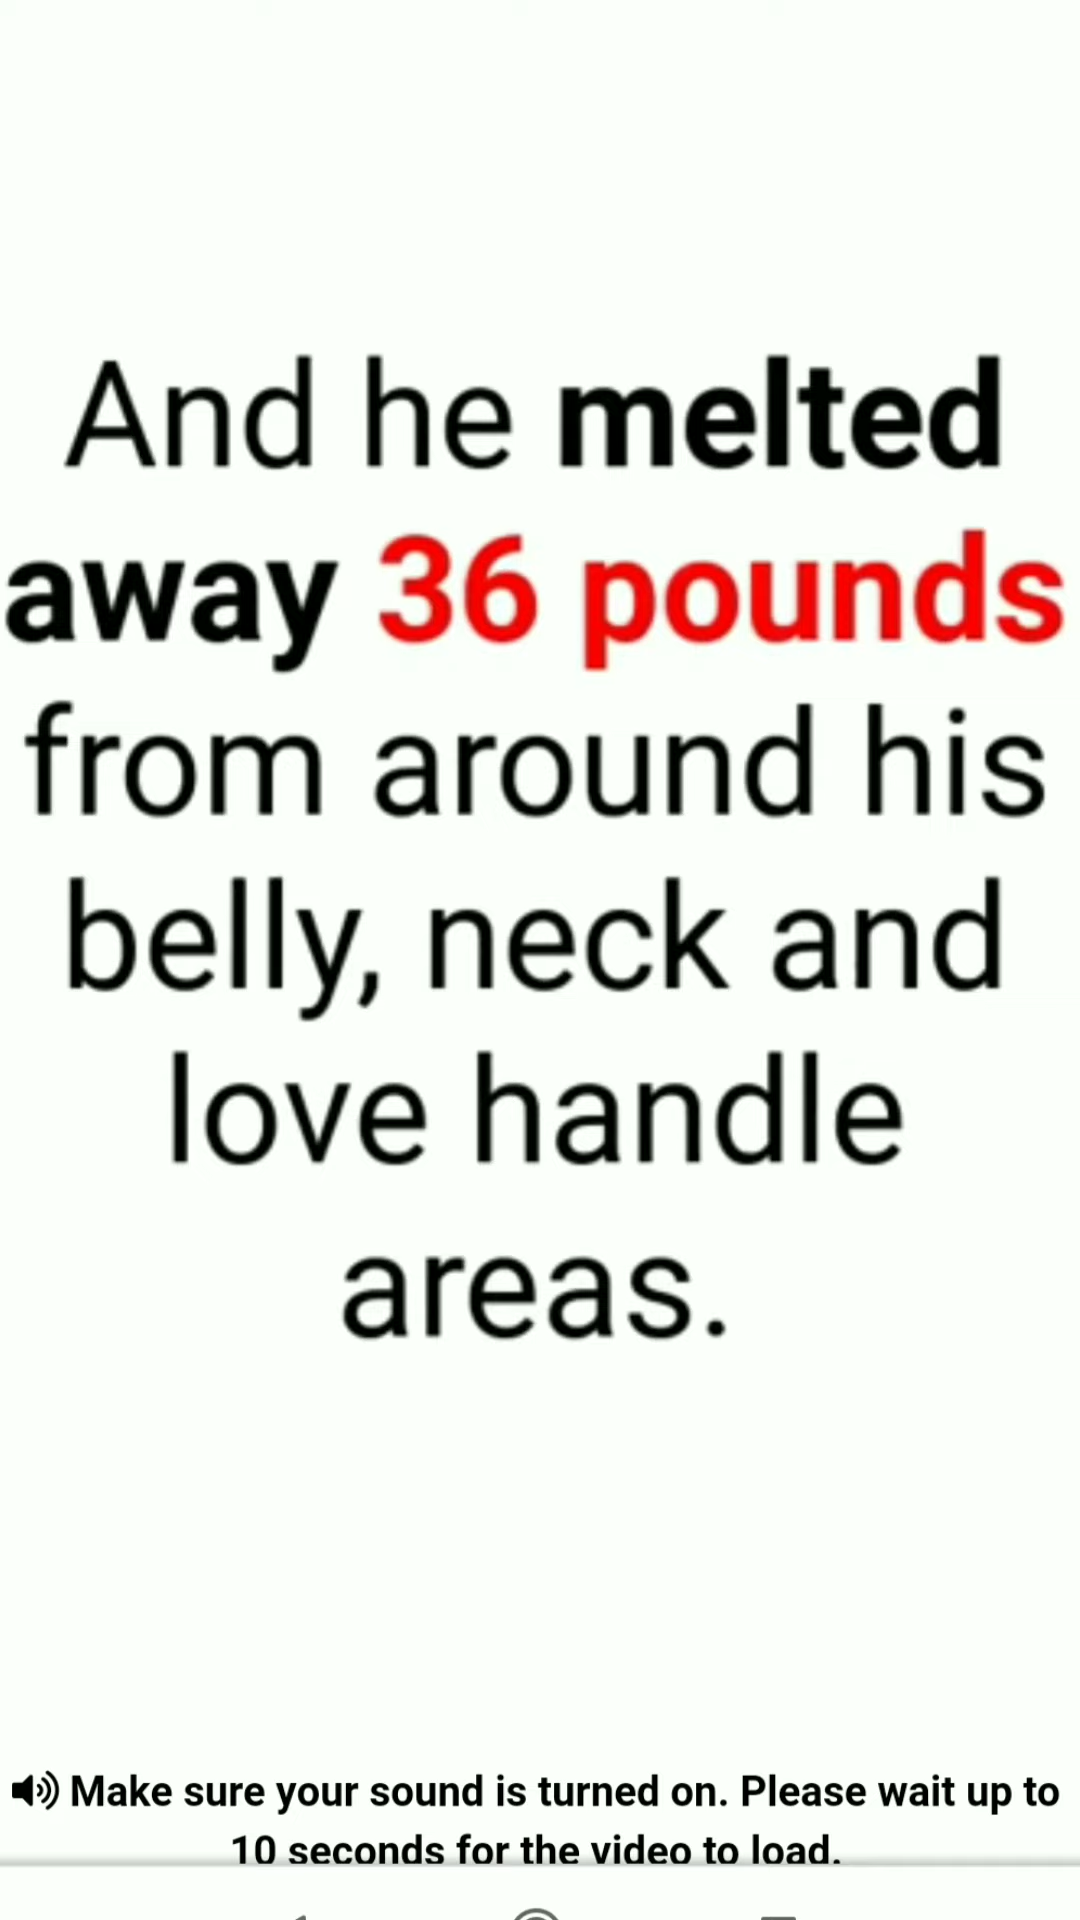 And he melted
away 36 pounds
from around his
belly, neck and
love handle
areas.
Make sure your sound is turned on. Please wait up to
10 seconds for the video to load.